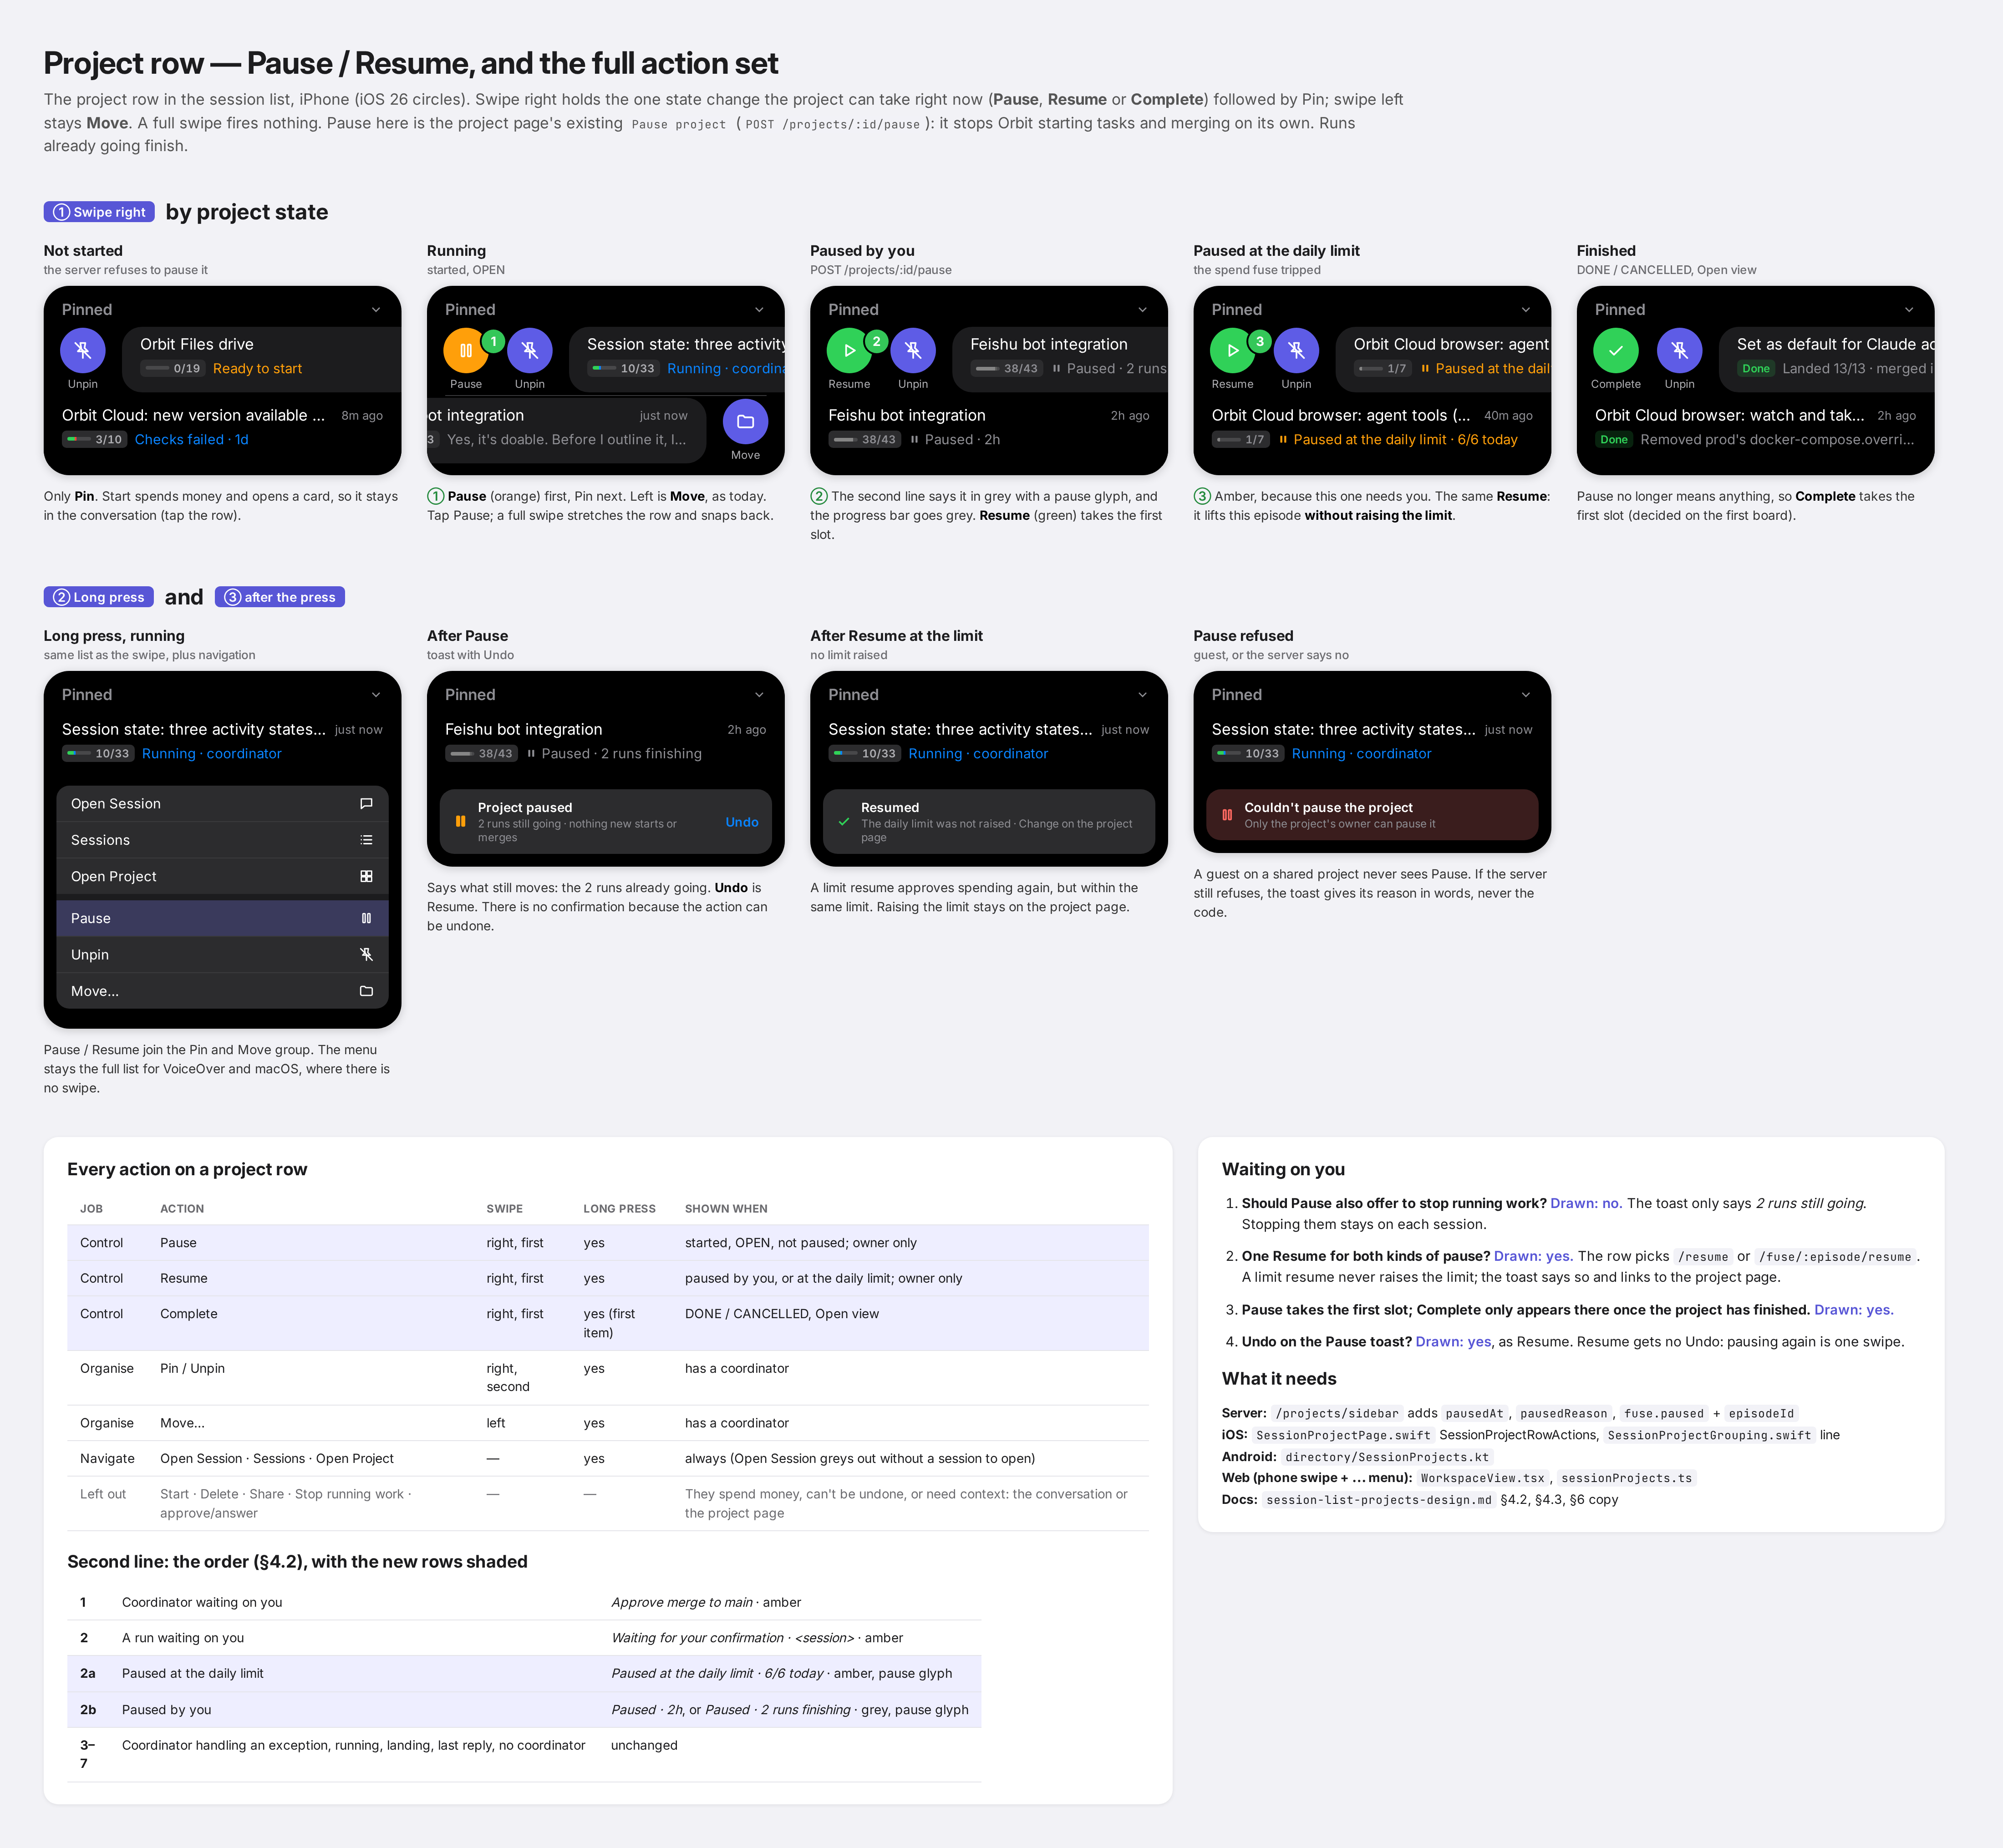 Project row — Pause / Resume, and the full action set
The project row in the session list, iPhone (iOS 26 circles). Swipe right holds the one state change the project can take right now (Pause, Resume or Complete) followed by Pin; swipe left
stays Move. A full swipe fires nothing. Pause here is the project page's existing Pause project ( POST /projects/:id/pause ): it stops Orbit starting tasks and merging on its own. Runs
already going finish.
① Swipe right by project state
Not started
the server refuses to pause it
Pinned
Orbit Files drive
0/19 Ready to start
Unpin
Orbit Cloud: new version available ... 8m ago
3/10 Checks failed · 1d
Only Pin. Start spends money and opens a card, so it stays
in the conversation (tap the row).
Running
started, OPEN
Pinned
1
Session state: three activity
10/33 Running · coordina
Pause Unpin
ot integration just now
3 Yes, it's doable. Before I outline it, I...
Move
① Pause (orange) first, Pin next. Left is Move, as today.
Tap Pause; a full swipe stretches the row and snaps back.
Paused by you
POST /projects/:id/pause
Pinned
2
Feishu bot integration
38/43 Paused · 2 runs
Resume Unpin
Feishu bot integration 2h ago
38/43 Paused · 2h
② The second line says it in grey with a pause glyph, and
the progress bar goes grey. Resume (green) takes the first
slot.
Paused at the daily limit
the spend fuse tripped
Pinned
3
Orbit Cloud browser: agent
1/7 Paused at the dail
Resume Unpin
Orbit Cloud browser: agent tools (... 40m ago
1/7 Paused at the daily limit · 6/6 today
③ Amber, because this one needs you. The same Resume:
it lifts this episode without raising the limit.
Finished
DONE / CANCELLED, Open view
Pinned
Set as default for Claude ac
Done Landed 13/13 · merged i
Complete Unpin
Orbit Cloud browser: watch and tak... 2h ago
Done Removed prod's docker-compose.overri...
Pause no longer means anything, so Complete takes the
first slot (decided on the first board).
② Long press and ③ after the press
Long press, running
same list as the swipe, plus navigation
Pinned
Session state: three activity states... just now
10/33 Running · coordinator
Open Session
Sessions
Open Project
Pause
Unpin
Move...
Pause / Resume join the Pin and Move group. The menu
stays the full list for VoiceOver and macOS, where there is
no swipe.
After Pause
toast with Undo
Pinned
Feishu bot integration 2h ago
38/43 Paused · 2 runs finishing
Project paused
2 runs still going · nothing new starts or
merges
Undo
Says what still moves: the 2 runs already going. Undo is
Resume. There is no confirmation because the action can
be undone.
After Resume at the limit
no limit raised
Pinned
Session state: three activity states... just now
10/33 Running · coordinator
Resumed
The daily limit was not raised · Change on the project
page
A limit resume approves spending again, but within the
same limit. Raising the limit stays on the project page.
Pause refused
guest, or the server says no
Pinned
Session state: three activity states... just now
10/33 Running · coordinator
Couldn't pause the project
Only the project's owner can pause it
A guest on a shared project never sees Pause. If the server
still refuses, the toast gives its reason in words, never the
code.
Every action on a project row
JOB ACTION SWIPE LONG PRESS SHOWN WHEN
Control Pause right, first yes started, OPEN, not paused; owner only
Control Resume right, first yes paused by you, or at the daily limit; owner only
Control Complete right, first yes (first DONE / CANCELLED, Open view
item)
Organise Pin / Unpin right, yes has a coordinator
second
Organise Move... left yes has a coordinator
Navigate Open Session · Sessions · Open Project — yes always (Open Session greys out without a session to open)
Left out Start · Delete · Share · Stop running work · — — They spend money, can't be undone, or need context: the conversation or
approve/answer the project page
Second line: the order (§4.2), with the new rows shaded
1 Coordinator waiting on you Approve merge to main · amber
2 A run waiting on you Waiting for your confirmation · <session> · amber
2a Paused at the daily limit Paused at the daily limit · 6/6 today · amber, pause glyph
2b Paused by you Paused · 2h, or Paused · 2 runs finishing · grey, pause glyph
3– Coordinator handling an exception, running, landing, last reply, no coordinator unchanged
7
Waiting on you
1. Should Pause also offer to stop running work? Drawn: no. The toast only says 2 runs still going.
Stopping them stays on each session.
2. One Resume for both kinds of pause? Drawn: yes. The row picks /resume or /fuse/:episode/resume .
A limit resume never raises the limit; the toast says so and links to the project page.
3. Pause takes the first slot; Complete only appears there once the project has finished. Drawn: yes.
4. Undo on the Pause toast? Drawn: yes, as Resume. Resume gets no Undo: pausing again is one swipe.
What it needs
Server: /projects/sidebar adds pausedAt , pausedReason , fuse.paused + episodeId
iOS: SessionProjectPage.swift SessionProjectRowActions, SessionProjectGrouping.swift line
Android: directory/SessionProjects.kt
Web (phone swipe + ... menu): WorkspaceView.tsx , sessionProjects.ts
Docs: session-list-projects-design.md §4.2, §4.3, §6 copy